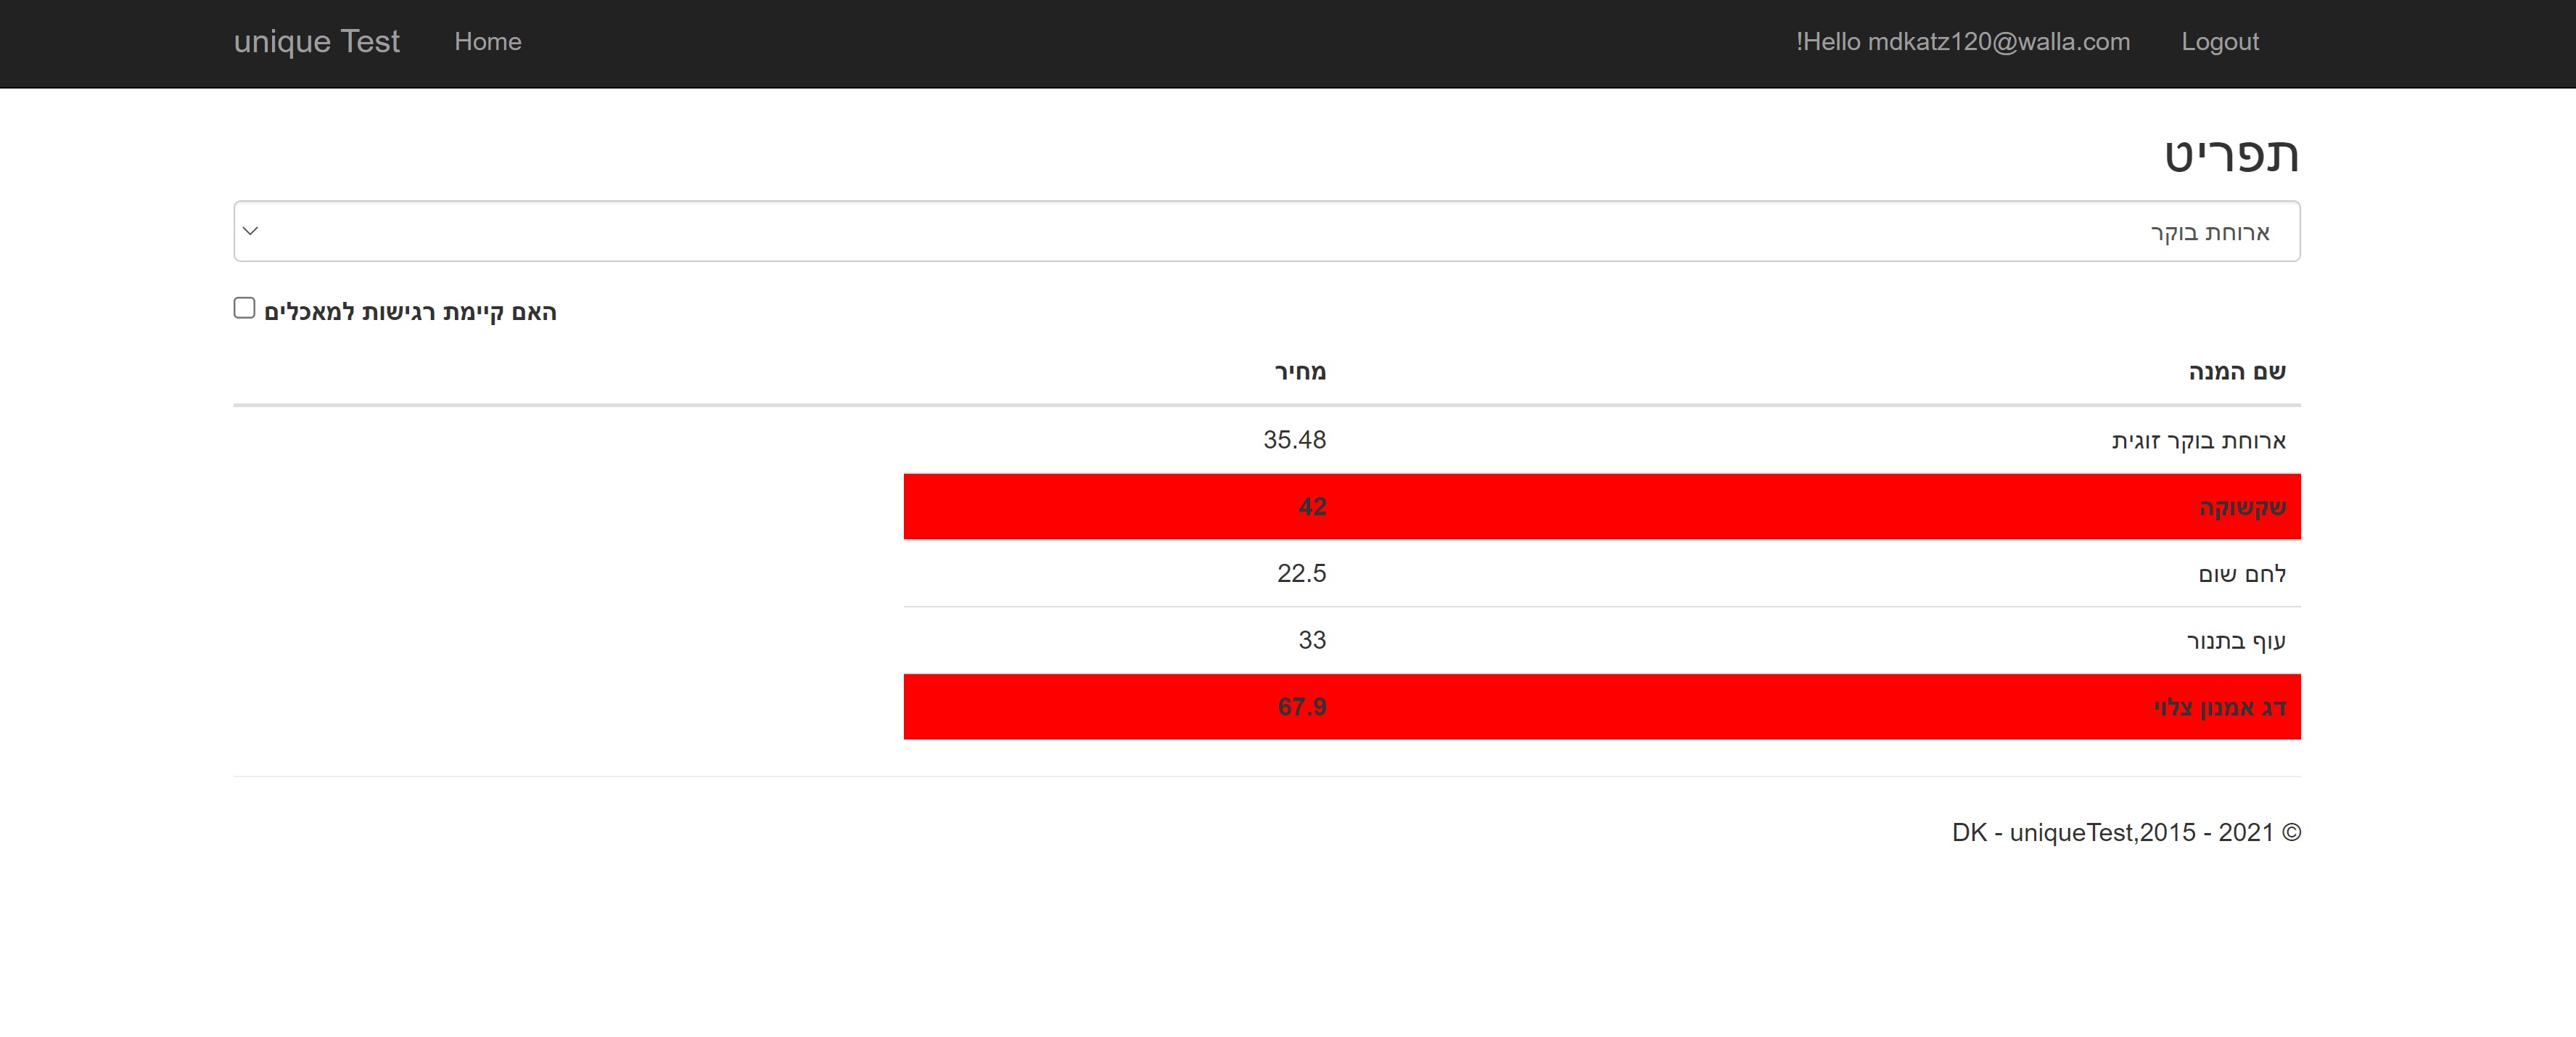 unique Test Home !Hello mdkatz120@walla.com Logout
תפריט
ארוחת בוקר
האם קיימת רגישות למאכלים
שם המנה מחיר
ארוחת בוקר זוגית 35.48
שקשוקה 42
לחם שום 22.5
עוף בתנור 33
דג אמנון צלוי 67.9
DK - uniqueTest,2015 - 2021 ©